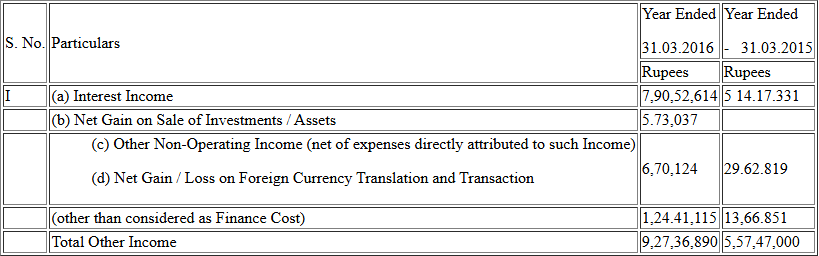 S. No. Particulars Year Ended 31.03.2016 Year Ended - 31.03.2015
Rupees Rupees
I (a) Interest Income 7,90,52,614 5 14.17.331
(b) Net Gain on Sale of Investments / Assets 5.73,037
(c) Other Non-Operating Income (net of expenses directly attributed to such Income)
(d) Net Gain / Loss on Foreign Currency Translation and Transaction 6,70,124 29.62.819
(other than considered as Finance Cost) 1,24.41,115 13,66.851
Total Other Income 9,27,36,890 5,57,47,000